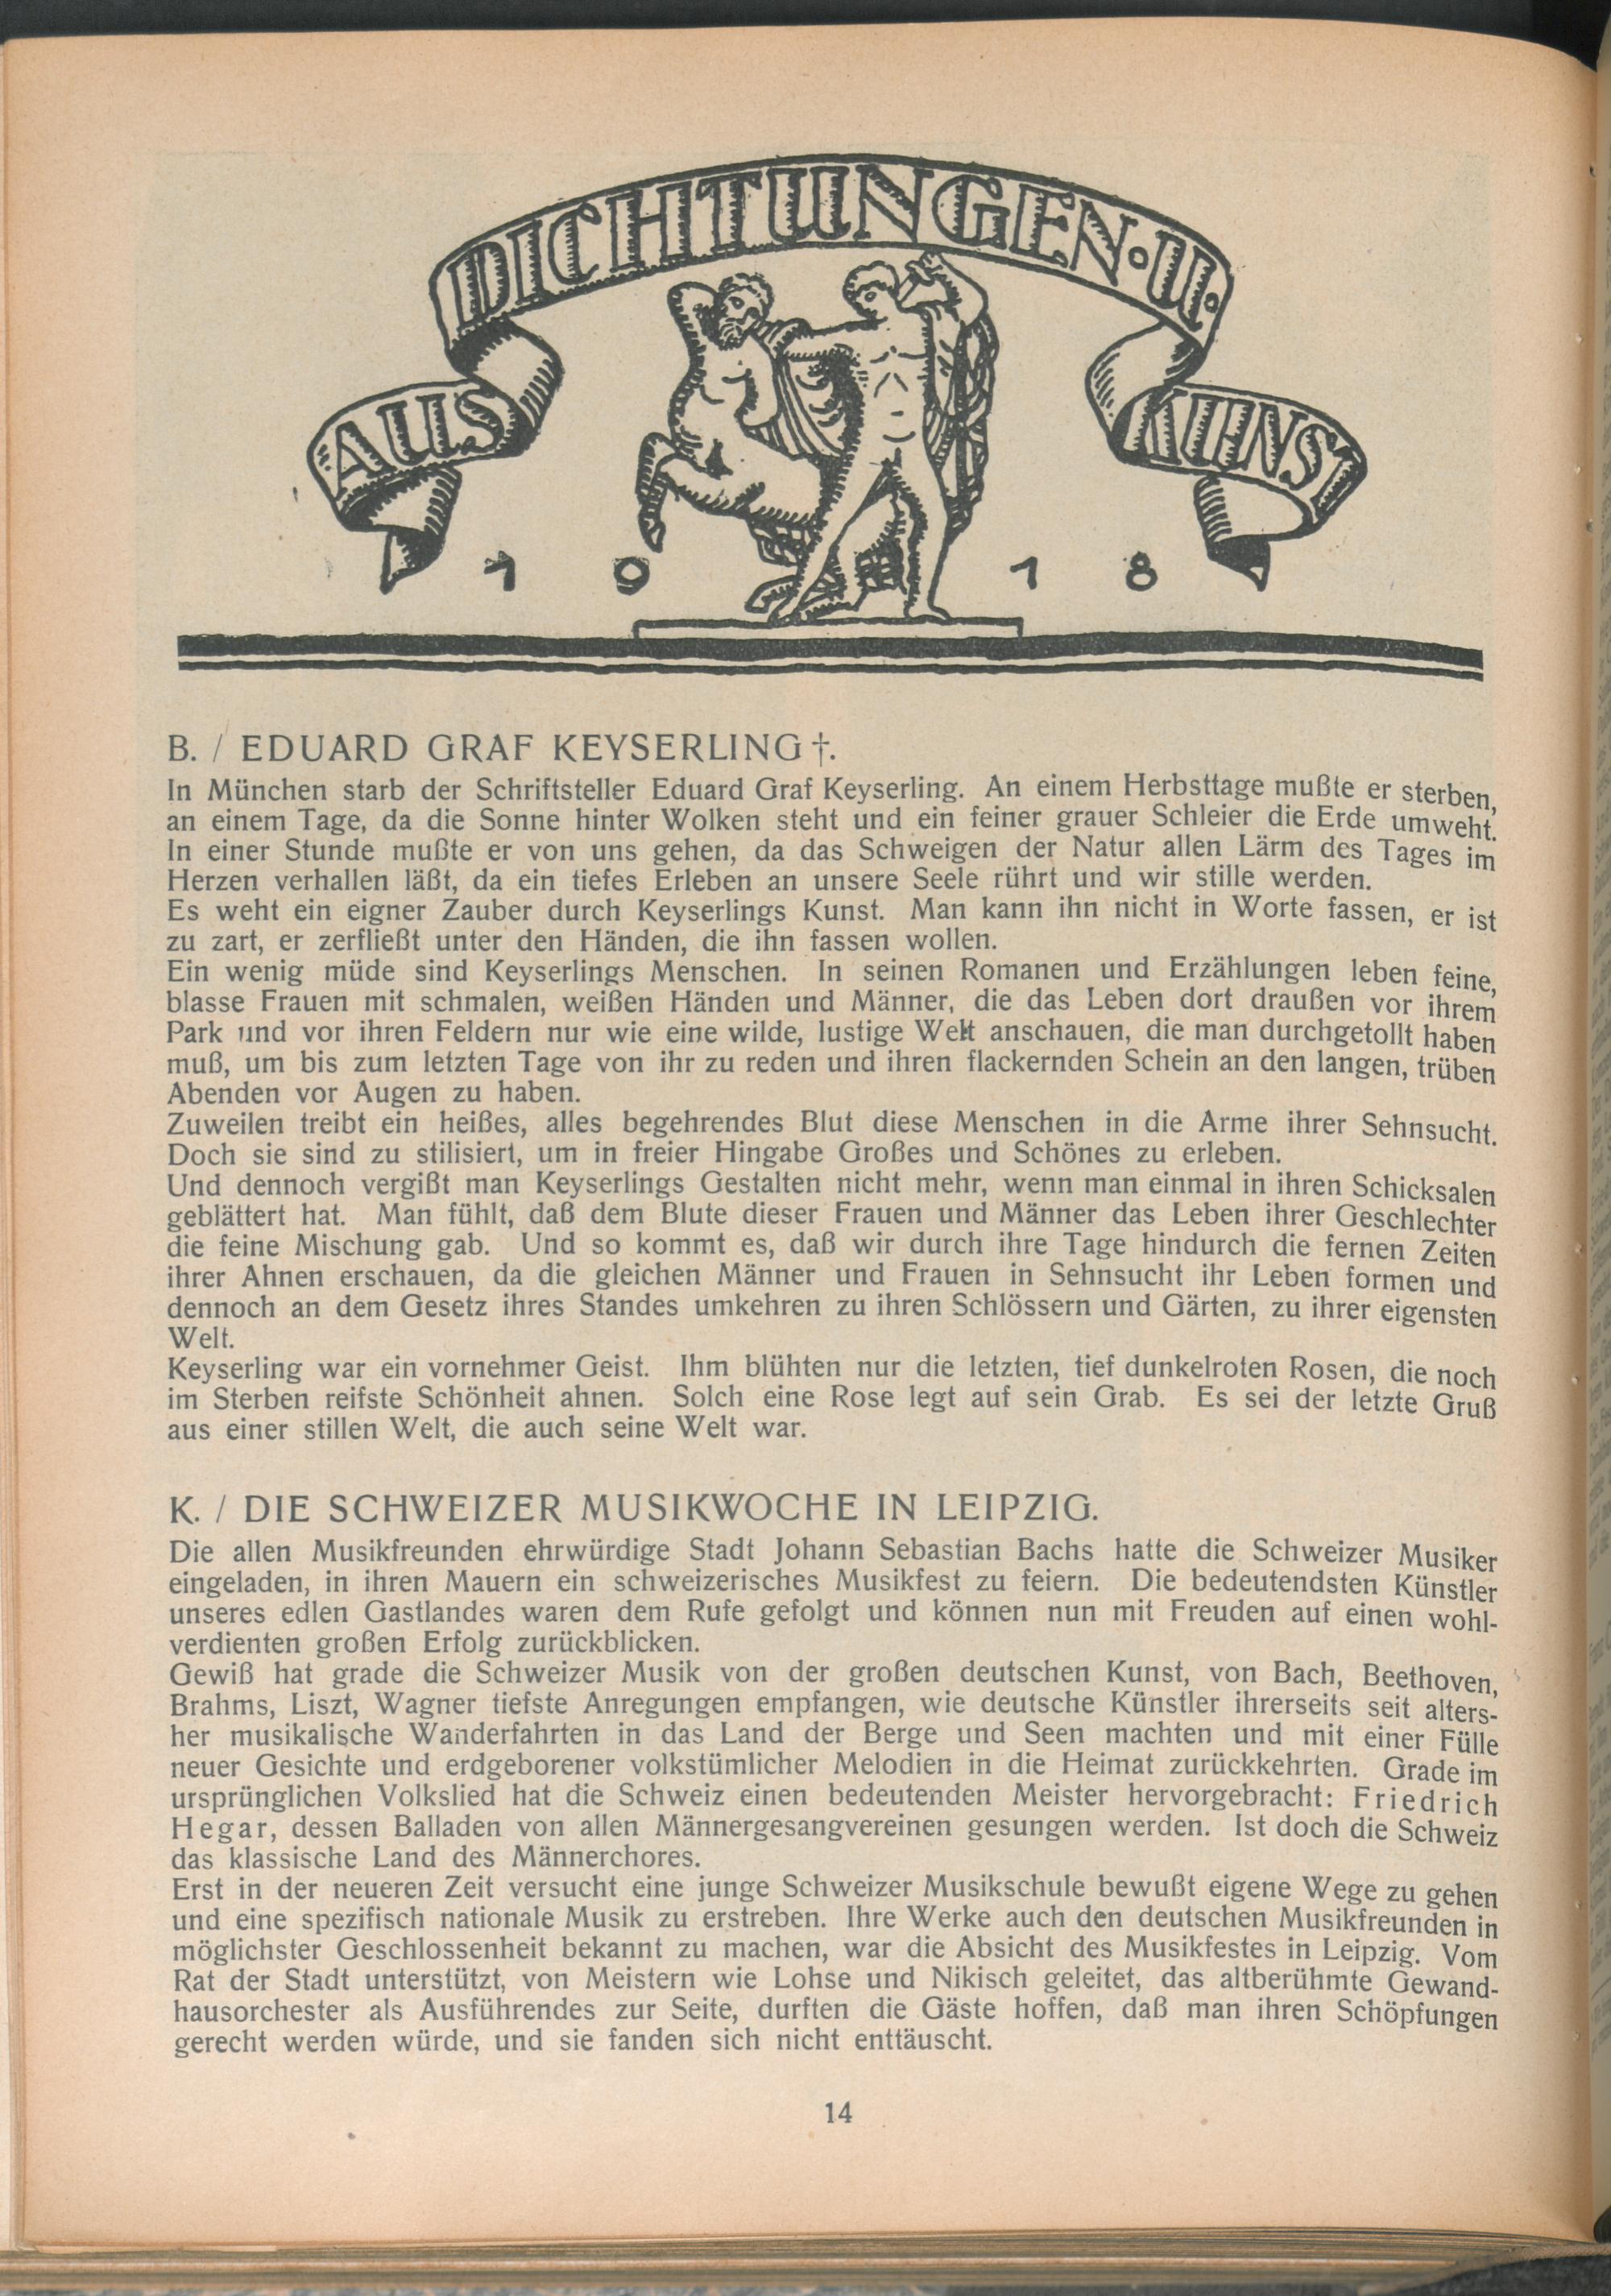 AUS DICHTUNGEN·U· KUNST
1 9 1 8
B. / EDUARD GRAF KEYSERLING †.
In München starb der Schriftsteller Eduard Graf Keyserling. An einem Herbsttage mußte er sterben,
an einem Tage, da die Sonne hinter Wolken steht und ein feiner grauer Schleier die Erde umweht.
In einer Stunde mußte er von uns gehen, da das Schweigen der Natur allen Lärm des Tages im
Herzen verhallen läßt, da ein tiefes Erleben an unsere Seele rührt und wir stille werden.
Es weht ein eigner Zauber durch Keyserlings Kunst. Man kann ihn nicht in Worte fassen, er ist
zu zart, er zerfließt unter den Händen, die ihn fassen wollen.
Ein wenig müde sind Keyserlings Menschen. In seinen Romanen und Erzählungen leben feine,
blasse Frauen mit schmalen, weißen Händen und Männer, die das Leben dort draußen vor ihrem
Park und vor ihren Feldern nur wie eine wilde, lustige Welt anschauen, die man durchgetollt haben
muß, um bis zum letzten Tage von ihr zu reden und ihren flackernden Schein an den langen, trüben
Abenden vor Augen zu haben.
Zuweilen treibt ein heißes, alles begehrendes Blut diese Menschen in die Arme ihrer Sehnsucht.
Doch sie sind zu stilisiert, um in freier Hingabe Großes und Schönes zu erleben.
Und dennoch vergißt man Keyserlings Gestalten nicht mehr, wenn man einmal in ihren Schicksalen
geblättert hat. Man fühlt, daß dem Blute dieser Frauen und Männer das Leben ihrer Geschlechter
die feine Mischung gab. Und so kommt es, daß wir durch ihre Tage hindurch die fernen Zeiten
ihrer Ahnen erschauen, da die gleichen Männer und Frauen in Sehnsucht ihr Leben formen und
dennoch an dem Gesetz ihres Standes umkehren zu ihren Schlössern und Gärten, zu ihrer eigensten
Welt.
Keyserling war ein vornehmer Geist. Ihm blühten nur die letzten, tief dunkelroten Rosen, die noch
im Sterben reifste Schönheit ahnen. Solch eine Rose legt auf sein Grab. Es sei der letzte Gruß
aus einer stillen Welt, die auch seine Welt war.
K. / DIE SCHWEIZER MUSIKWOCHE IN LEIPZIG.
Die allen Musikfreunden ehrwürdige Stadt Johann Sebastian Bachs hatte die Schweizer Musiker
eingeladen, in ihren Mauern ein schweizerisches Musikfest zu feiern. Die bedeutendsten Künstler
unseres edlen Gastlandes waren dem Rufe gefolgt und können nun mit Freuden auf einen wohl-
verdienten großen Erfolg zurückblicken.
Gewiß hat grade die Schweizer Musik von der großen deutschen Kunst, von Bach, Beethoven,
Brahms, Liszt, Wagner tiefste Anregungen empfangen, wie deutsche Künstler ihrerseits seit alters-
her musikalische Wanderfahrten in das Land der Berge und Seen machten und mit einer Fülle
neuer Gesichte und erdgeborener volkstümlicher Melodien in die Heimat zurückkehrten. Grade im
ursprünglichen Volkslied hat die Schweiz einen bedeutenden Meister hervorgebracht: Friedrich
Hegar, dessen Balladen von allen Männergesangvereinen gesungen werden. Ist doch die Schweiz
das klassische Land des Männerchores.
Erst in der neueren Zeit versucht eine junge Schweizer Musikschule bewußt eigene Wege zu gehen
und eine spezifisch nationale Musik zu erstreben. Ihre Werke auch den deutschen Musikfreunden in
möglichster Geschlossenheit bekannt zu machen, war die Absicht des Musikfestes in Leipzig. Vom
Rat der Stadt unterstützt, von Meistern wie Lohse und Nikisch geleitet, das altberühmte Gewand-
hausorchester als Ausführendes zur Seite, durften die Gäste hoffen, daß man ihren Schöpfungen
gerecht werden würde, und sie fanden sich nicht enttäuscht.
14